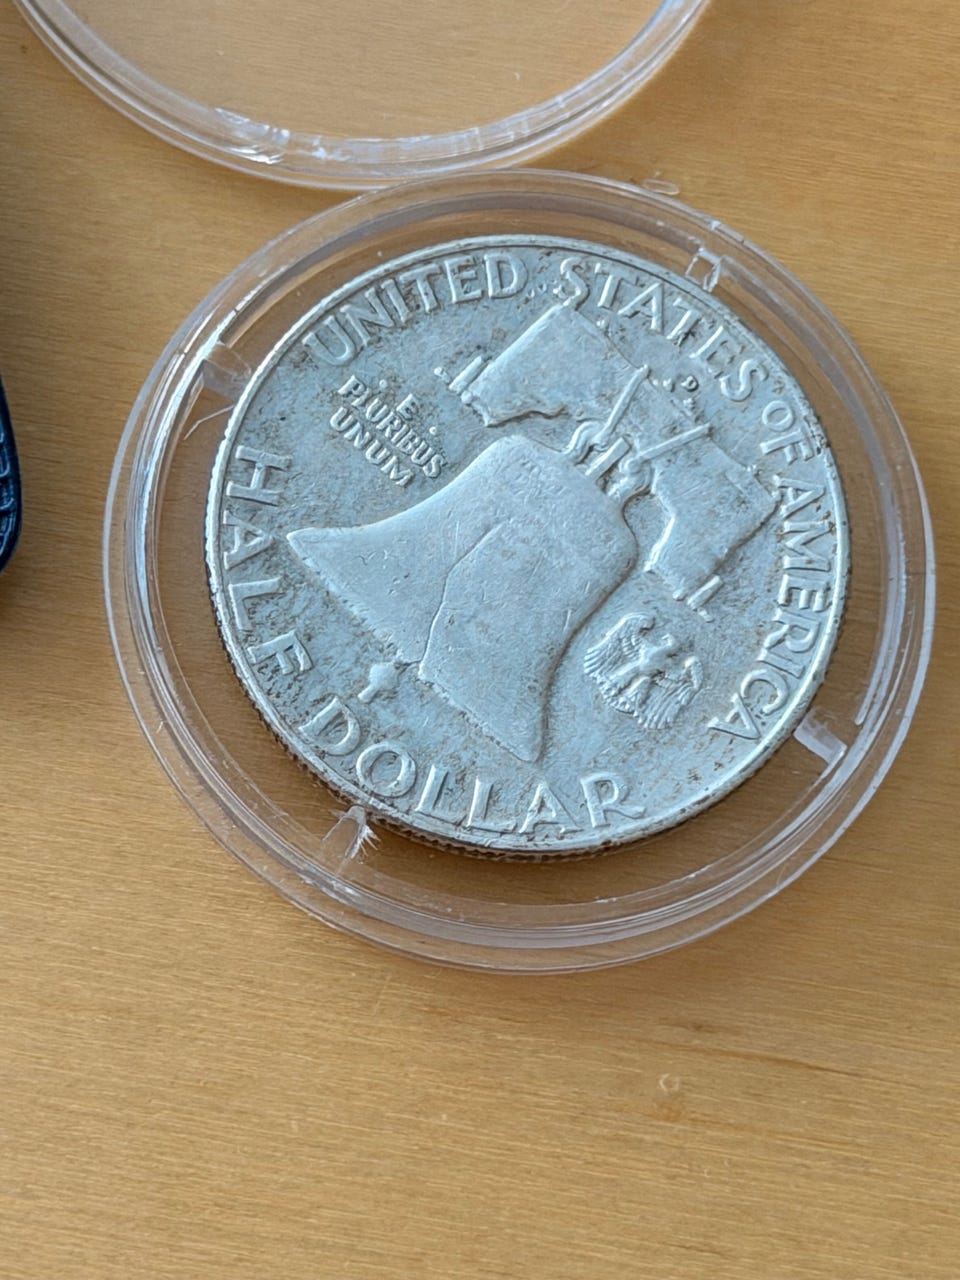 UNITED STATES OF AMERICA
D
E
PLURIBUS
UNUM
HALF DOLLAR